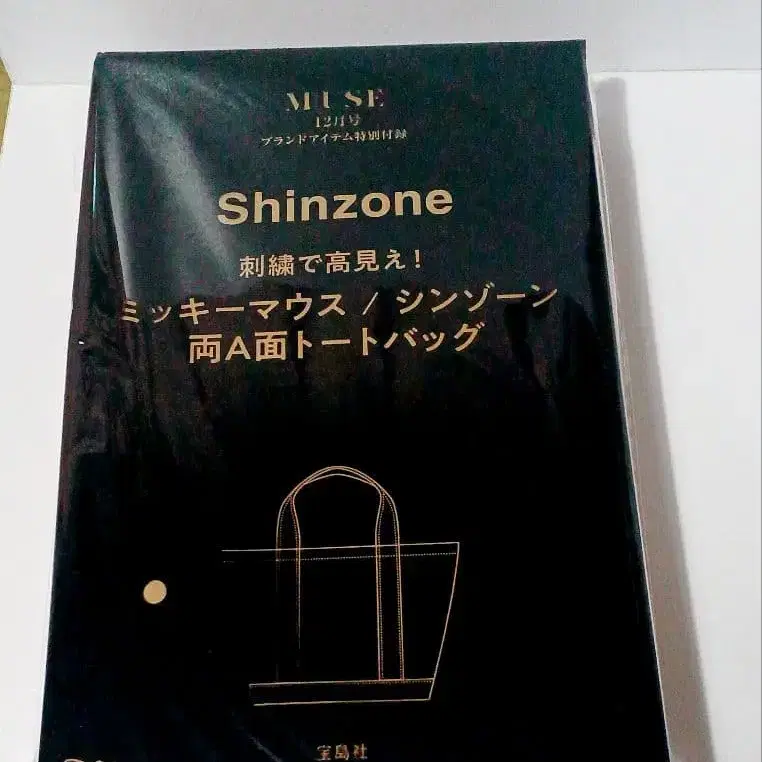 MUSE
12月号
ブランドアイテム特別付録
Shinzone
刺繍で高見え!
ミッキーマウス / シンゾーン
両A面トートバッグ
宝島社